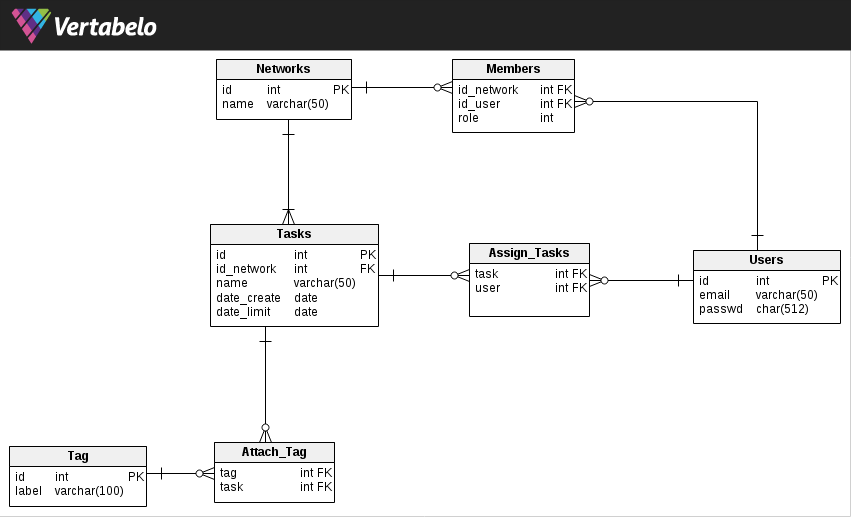 Vertabelo
Networks
id int PK
name varchar(50)
Members
id_network int FK
id_user int FK
role int
Tasks
id int PK
id_network int FK
name varchar(50)
date_create date
date_limit date
Assign_Tasks
task int FK
user int FK
Users
id int PK
email varchar(50)
passwd char(512)
Tag
id int PK
label varchar(100)
Attach_Tag
tag int FK
task int FK